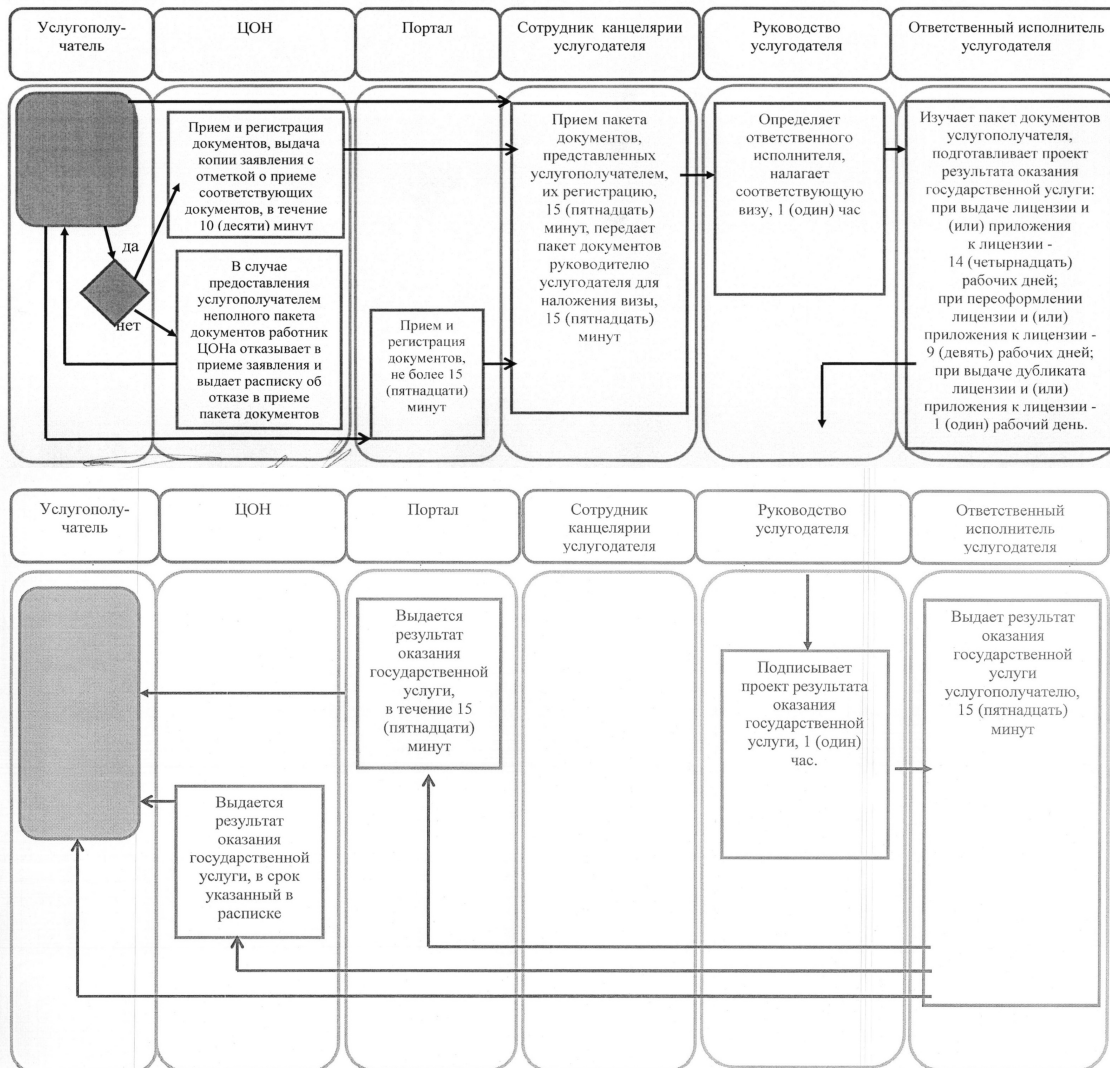 Услугополу-
чатель
ЦОН
Портал
Сотрудник канцелярии
услугодателя
Руководство
услугодателя
Ответственный исполнитель
услугодателя
Прием и регистрация
документов, выдача
копии заявления с
отметкой о приеме
соответствующих
документов, в течение
10 (десяти) минут
да
нет
В случае
предоставления
услугополучателем
неполного пакета
документов работник
ЦОНа отказывает в
приеме заявления и
выдает расписку об
отказе в приеме
пакета документов
Прием и
регистрация
документов,
не более 15
(пятнадцати)
минут
Прием пакета
документов,
представленных
услугополучателем,
их регистрацию,
15 (пятнадцать)
минут, передает
пакет документов
руководителю
услугодателя для
наложения визы,
15 (пятнадцать)
минут
Определяет
ответственного
исполнителя,
налагает
соответствующую
визу, 1 (один) час
Изучает пакет документов
услугополучателя,
подготавливает проект
результата оказания
государственной услуги:
при выдаче лицензии и
(или) приложения
к лицензии -
14 (четырнадцать)
рабочих дней;
при переоформлении
лицензии и (или)
приложения к лицензии -
9 (девять) рабочих дней;
при выдаче дубликата
лицензии и (или)
приложения к лицензии -
1 (один) рабочий день.
Услугополу-
чатель
ЦОН
Портал
Сотрудник
канцелярии
услугодателя
Руководство
услугодателя
Ответственный
исполнитель
услугодателя
Выдается
результат
оказания
государственной
услуги, в срок
указанный в
расписке
Выдается
результат
оказания
государственной
услуги,
в течение 15
(пятнадцати)
минут
Подписывает
проект результата
оказания
государственной
услуги, 1 (один)
час.
Выдает результат
оказания
государственной
услуги
услугополучателю,
15 (пятнадцать)
минут